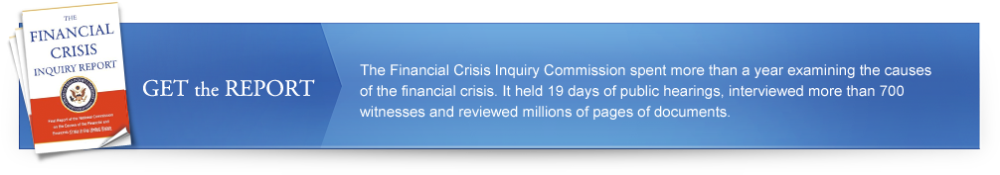 THE
FINANCIAL
CRISIS
INQUIRY REPORT
Final Report of the National Commission
on the Causes of the Financial and
Economic Crisis in the United States
GET the REPORT
The Financial Crisis Inquiry Commission spent more than a year examining the causes
of the financial crisis. It held 19 days of public hearings, interviewed more than 700
witnesses and reviewed millions of pages of documents.